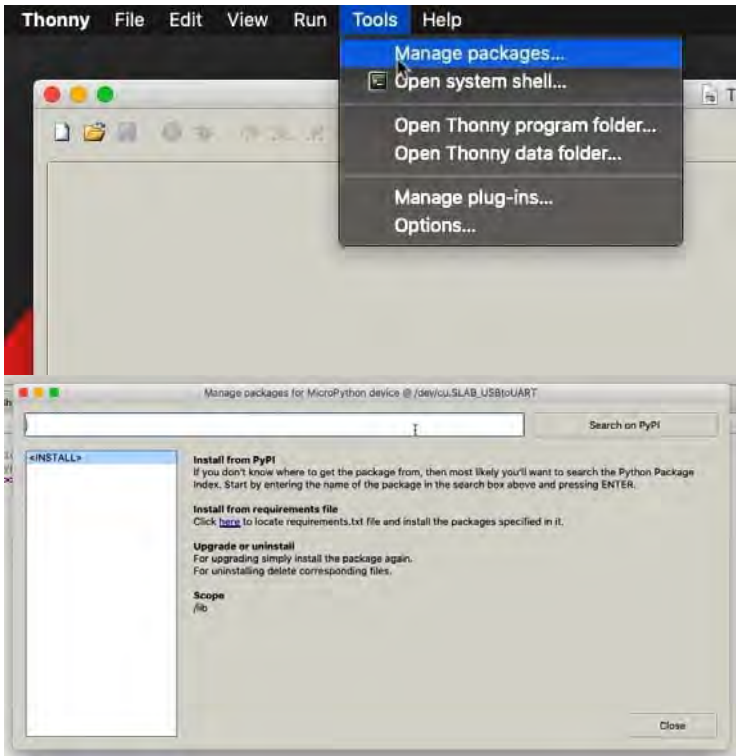 Thonny File Edit View Run Tools Help
Manage packages...
Open system shell...
Open Thonny program folder...
Open Thonny data folder...
Manage plug-ins...
Options...
Manage packages for MicroPython device @ /dev/cu.SLAB_USBtoUART
Search on PyPI
<INSTALL>
Install from PyPI
If you don't know where to get the package from, then most likely you'll want to search the Python Package
Index. Start by entering the name of the package in the search box above and pressing ENTER.
Install from requirements file
Click here to locate requirements.txt file and install the packages specified in it.
Upgrade or uninstall
For upgrading simply install the package again.
For uninstalling delete corresponding files.
Scope
/lib
Close